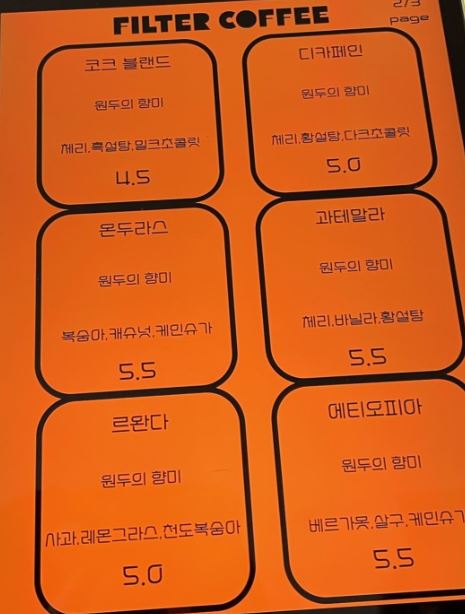 FILTER COFFEE
2/3
page
코크 블랜드
원두의 향미
체리,흑설탕,밀크초콜릿
4.5
디카페인
원두의 향미
체리,황설탕,다크초콜릿
5.0
온두라스
원두의 향미
복숭아,캐슈넛,케인슈가
5.5
과테말라
원두의 향미
체리,바닐라,황설탕
5.5
르완다
원두의 향미
사과,레몬그라스,천도복숭아
5.0
에티오피아
원두의 향미
베르가못,살구,케인슈가
5.5